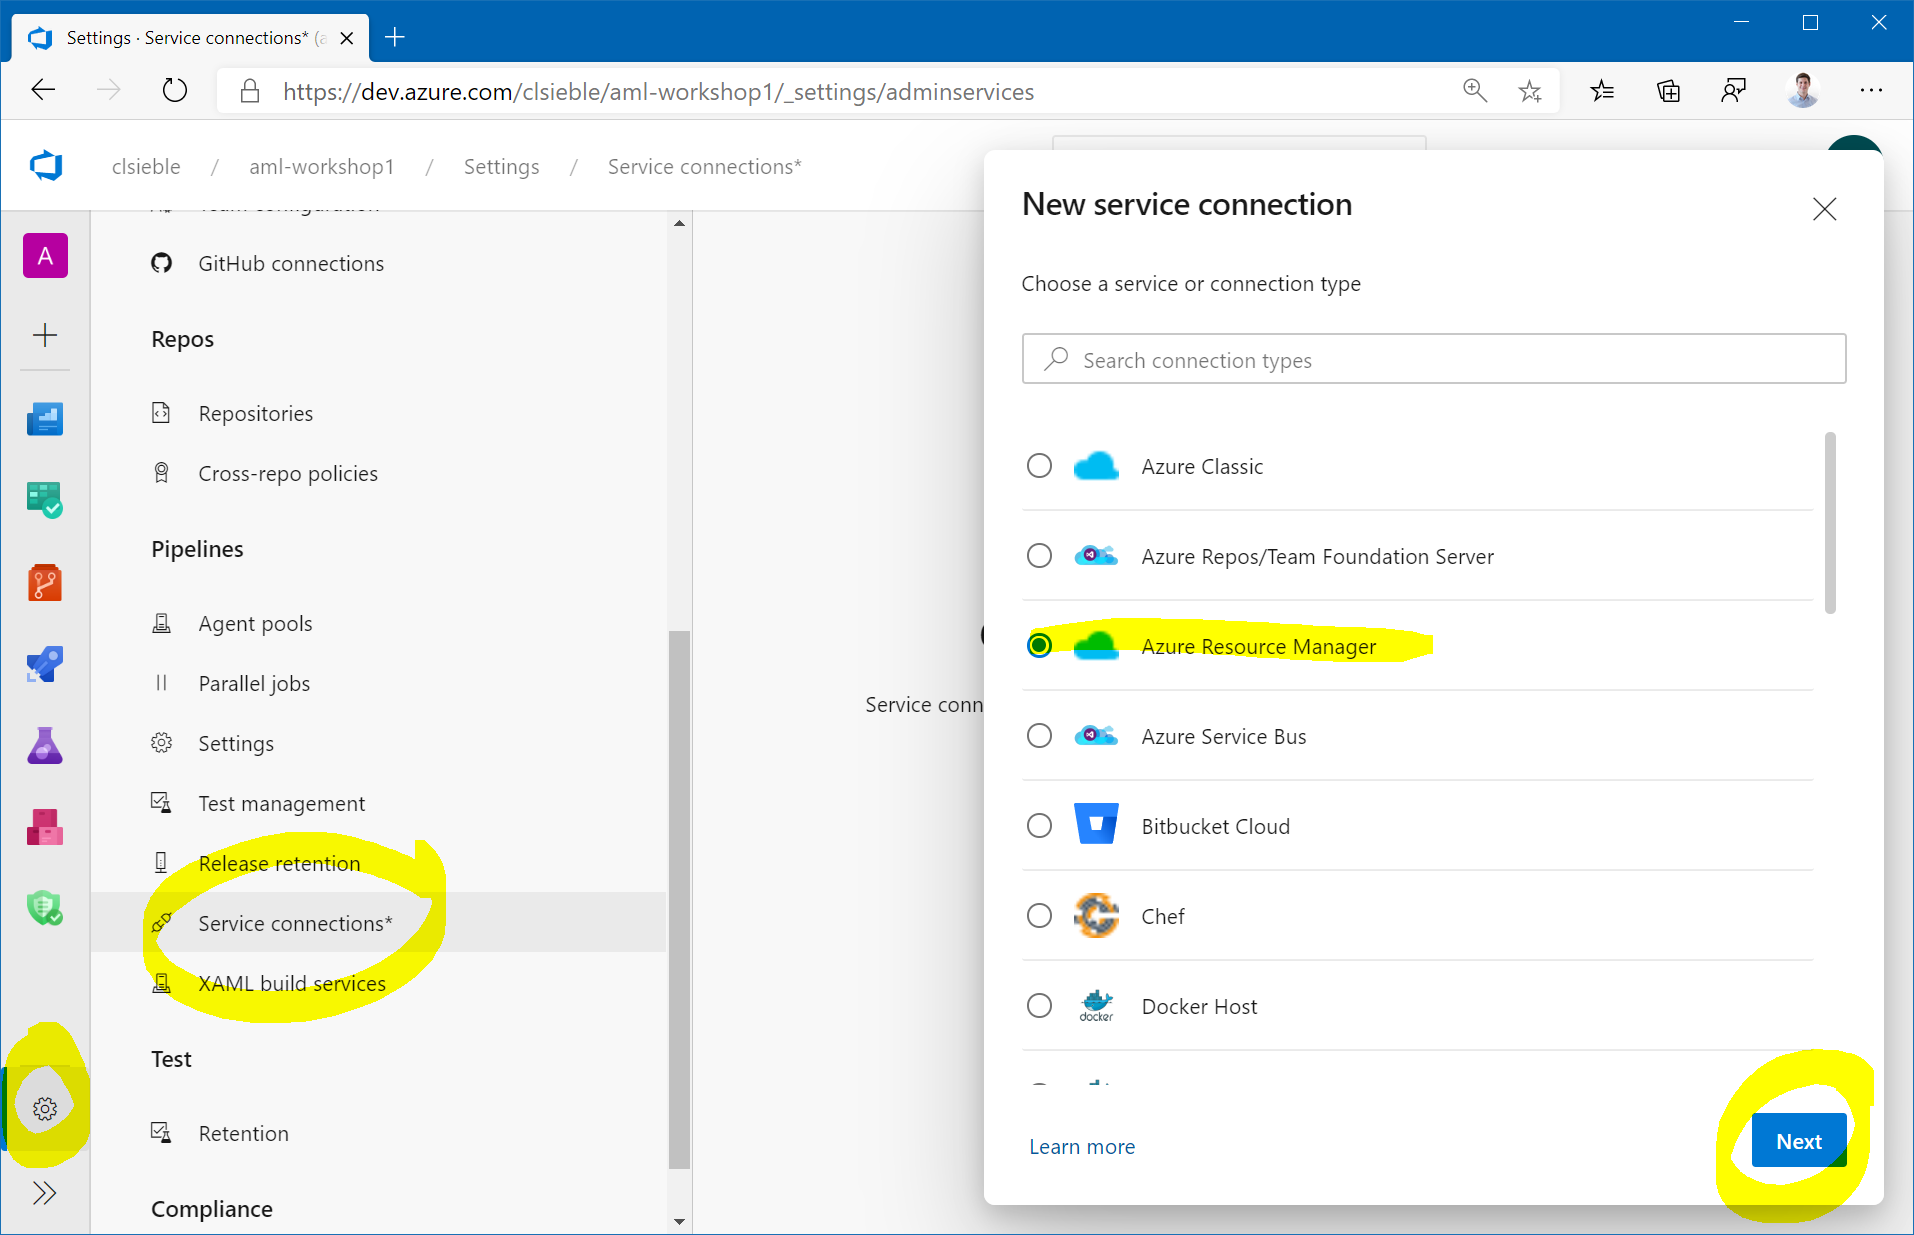 Settings · Service connections* (a
https://dev.azure.com/clsieble/aml-workshop1/_settings/adminservices
clsieble / aml-workshop1 / Settings / Service connections*
A
GitHub connections
Repos
Repositories
Cross-repo policies
Pipelines
Agent pools
Parallel jobs
Settings
Test management
Release retention
Service connections*
XAML build services
Test
Retention
Compliance
Service conn
New service connection
Choose a service or connection type
Search connection types
Azure Classic
Azure Repos/Team Foundation Server
Azure Resource Manager
Azure Service Bus
Bitbucket Cloud
Chef
docker
Docker Host
Learn more
Next